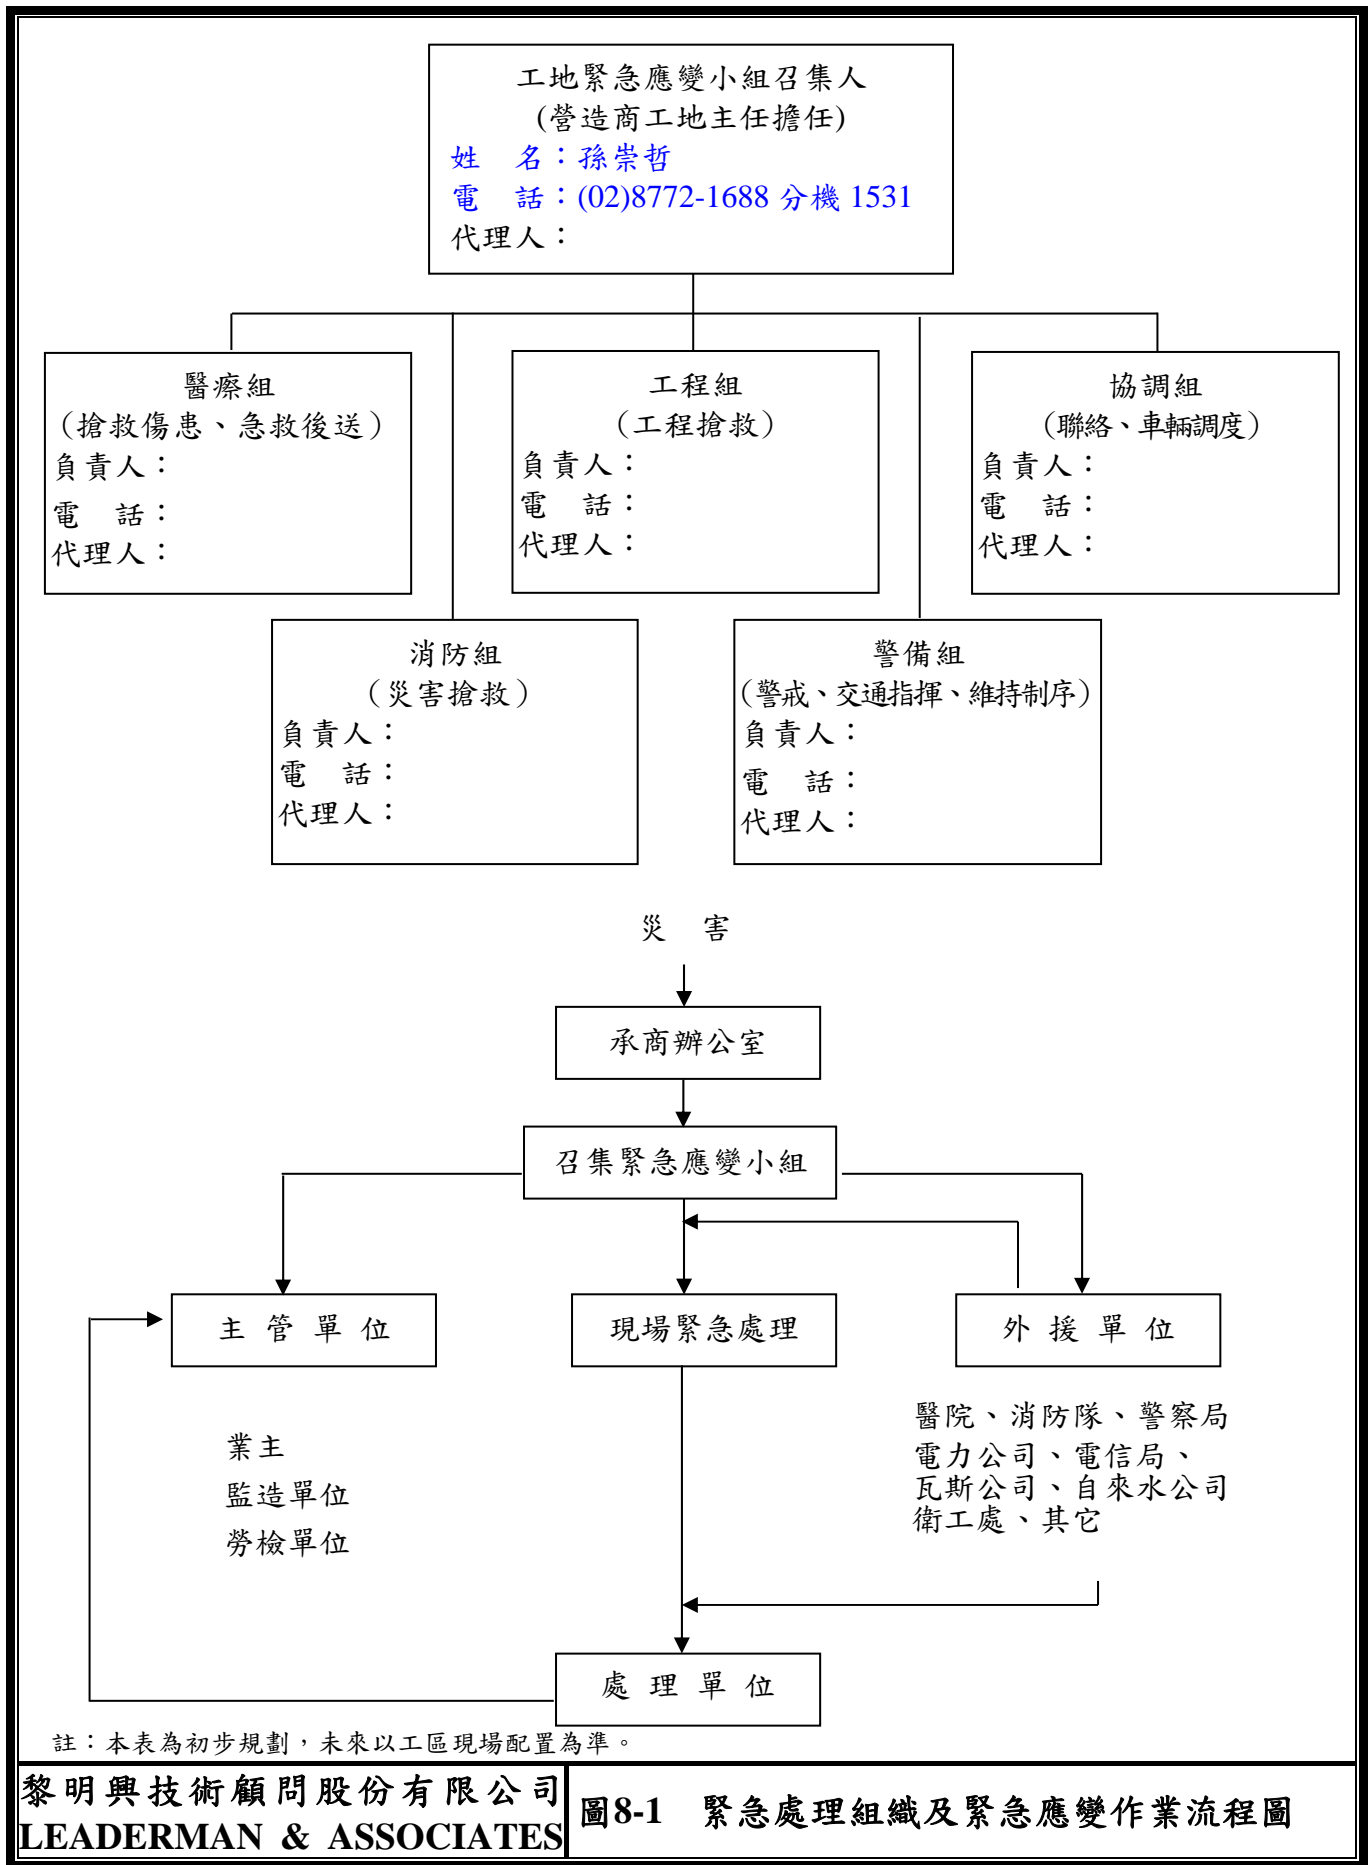 工地緊急應變小組召集人
(營造商工地主任擔任)
姓　名：孫崇哲
電　話：(02)8772-1688 分機 1531
代理人：
醫療組
（搶救傷患、急救後送）
負責人：
電　話：
代理人：
工程組
（工程搶救）
負責人：
電　話：
代理人：
協調組
（聯絡、車輛調度）
負責人：
電　話：
代理人：
消防組
（災害搶救）
負責人：
電　話：
代理人：
警備組
（警戒、交通指揮、維持制序）
負責人：
電　話：
代理人：
災　害
承商辦公室
召集緊急應變小組
主 管 單 位
現場緊急處理
外 援 單 位
業主
監造單位
勞檢單位
醫院、消防隊、警察局
電力公司、電信局、
瓦斯公司、自來水公司
衛工處、其它
處 理 單 位
註：本表為初步規劃，未來以工區現場配置為準。
黎明興技術顧問股份有限公司
LEADERMAN & ASSOCIATES
圖8-1　緊急處理組織及緊急應變作業流程圖